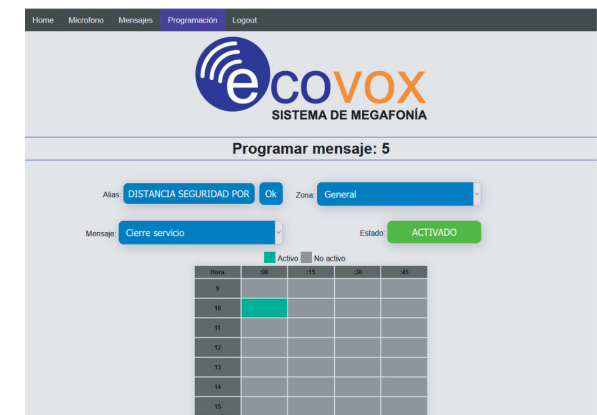 Home Microfono Mensajes Programación Logout
ecovox
SISTEMA DE MEGAFONÍA
Programar mensaje: 5
Alias: DISTANCIA SEGURIDAD POR Ok Zona: General
Mensaje: Cierre servicio Estado: ACTIVADO
Activo No activo
Hora :00 :15 :30 :45
9
10
11
12
13
14
15